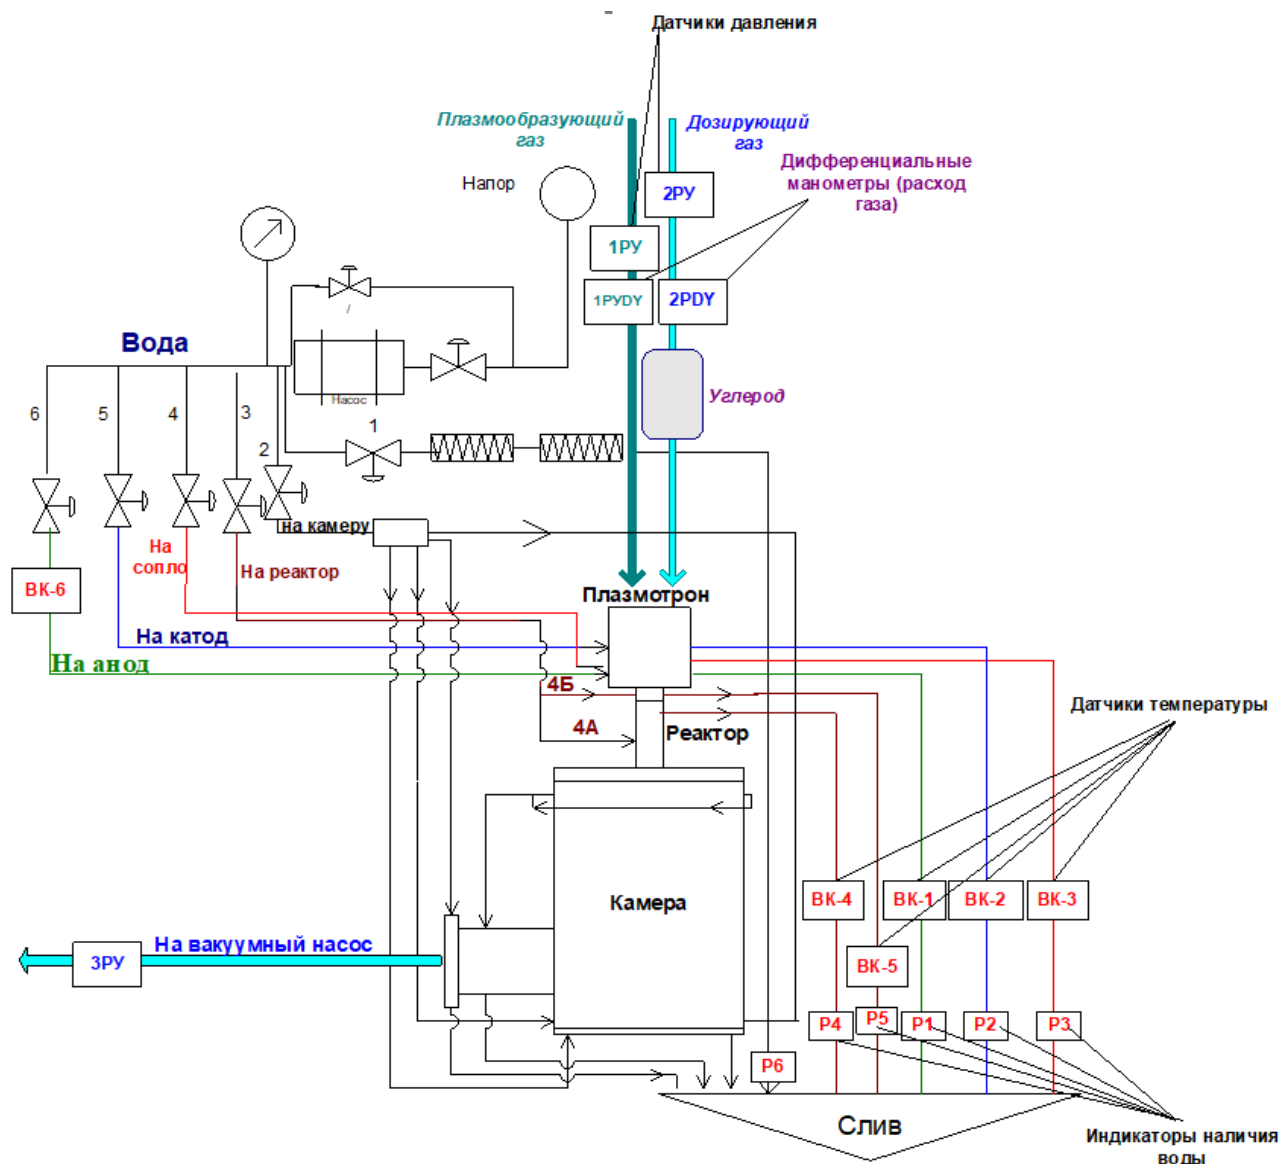 Датчики давления
Плазмообразующий
газ
Дозирующий
газ
Дифференциальные
манометры (расход
газа)
Напор
2РУ
1РУ
1РУDY
2PDY
/
Вода
Насос
Углерод
6
5
4
3
2
1
на камеру
На
сопло
На реактор
ВК-6
Плазмотрон
На катод
На анод
4Б
4А
Реактор
Датчики температуры
Камера
ВК-4
ВК-1
ВК-2
ВК-3
ВК-5
На вакуумный насос
3РУ
Р4
Р5
Р1
Р2
Р3
Р6
Слив
Индикаторы наличия
воды